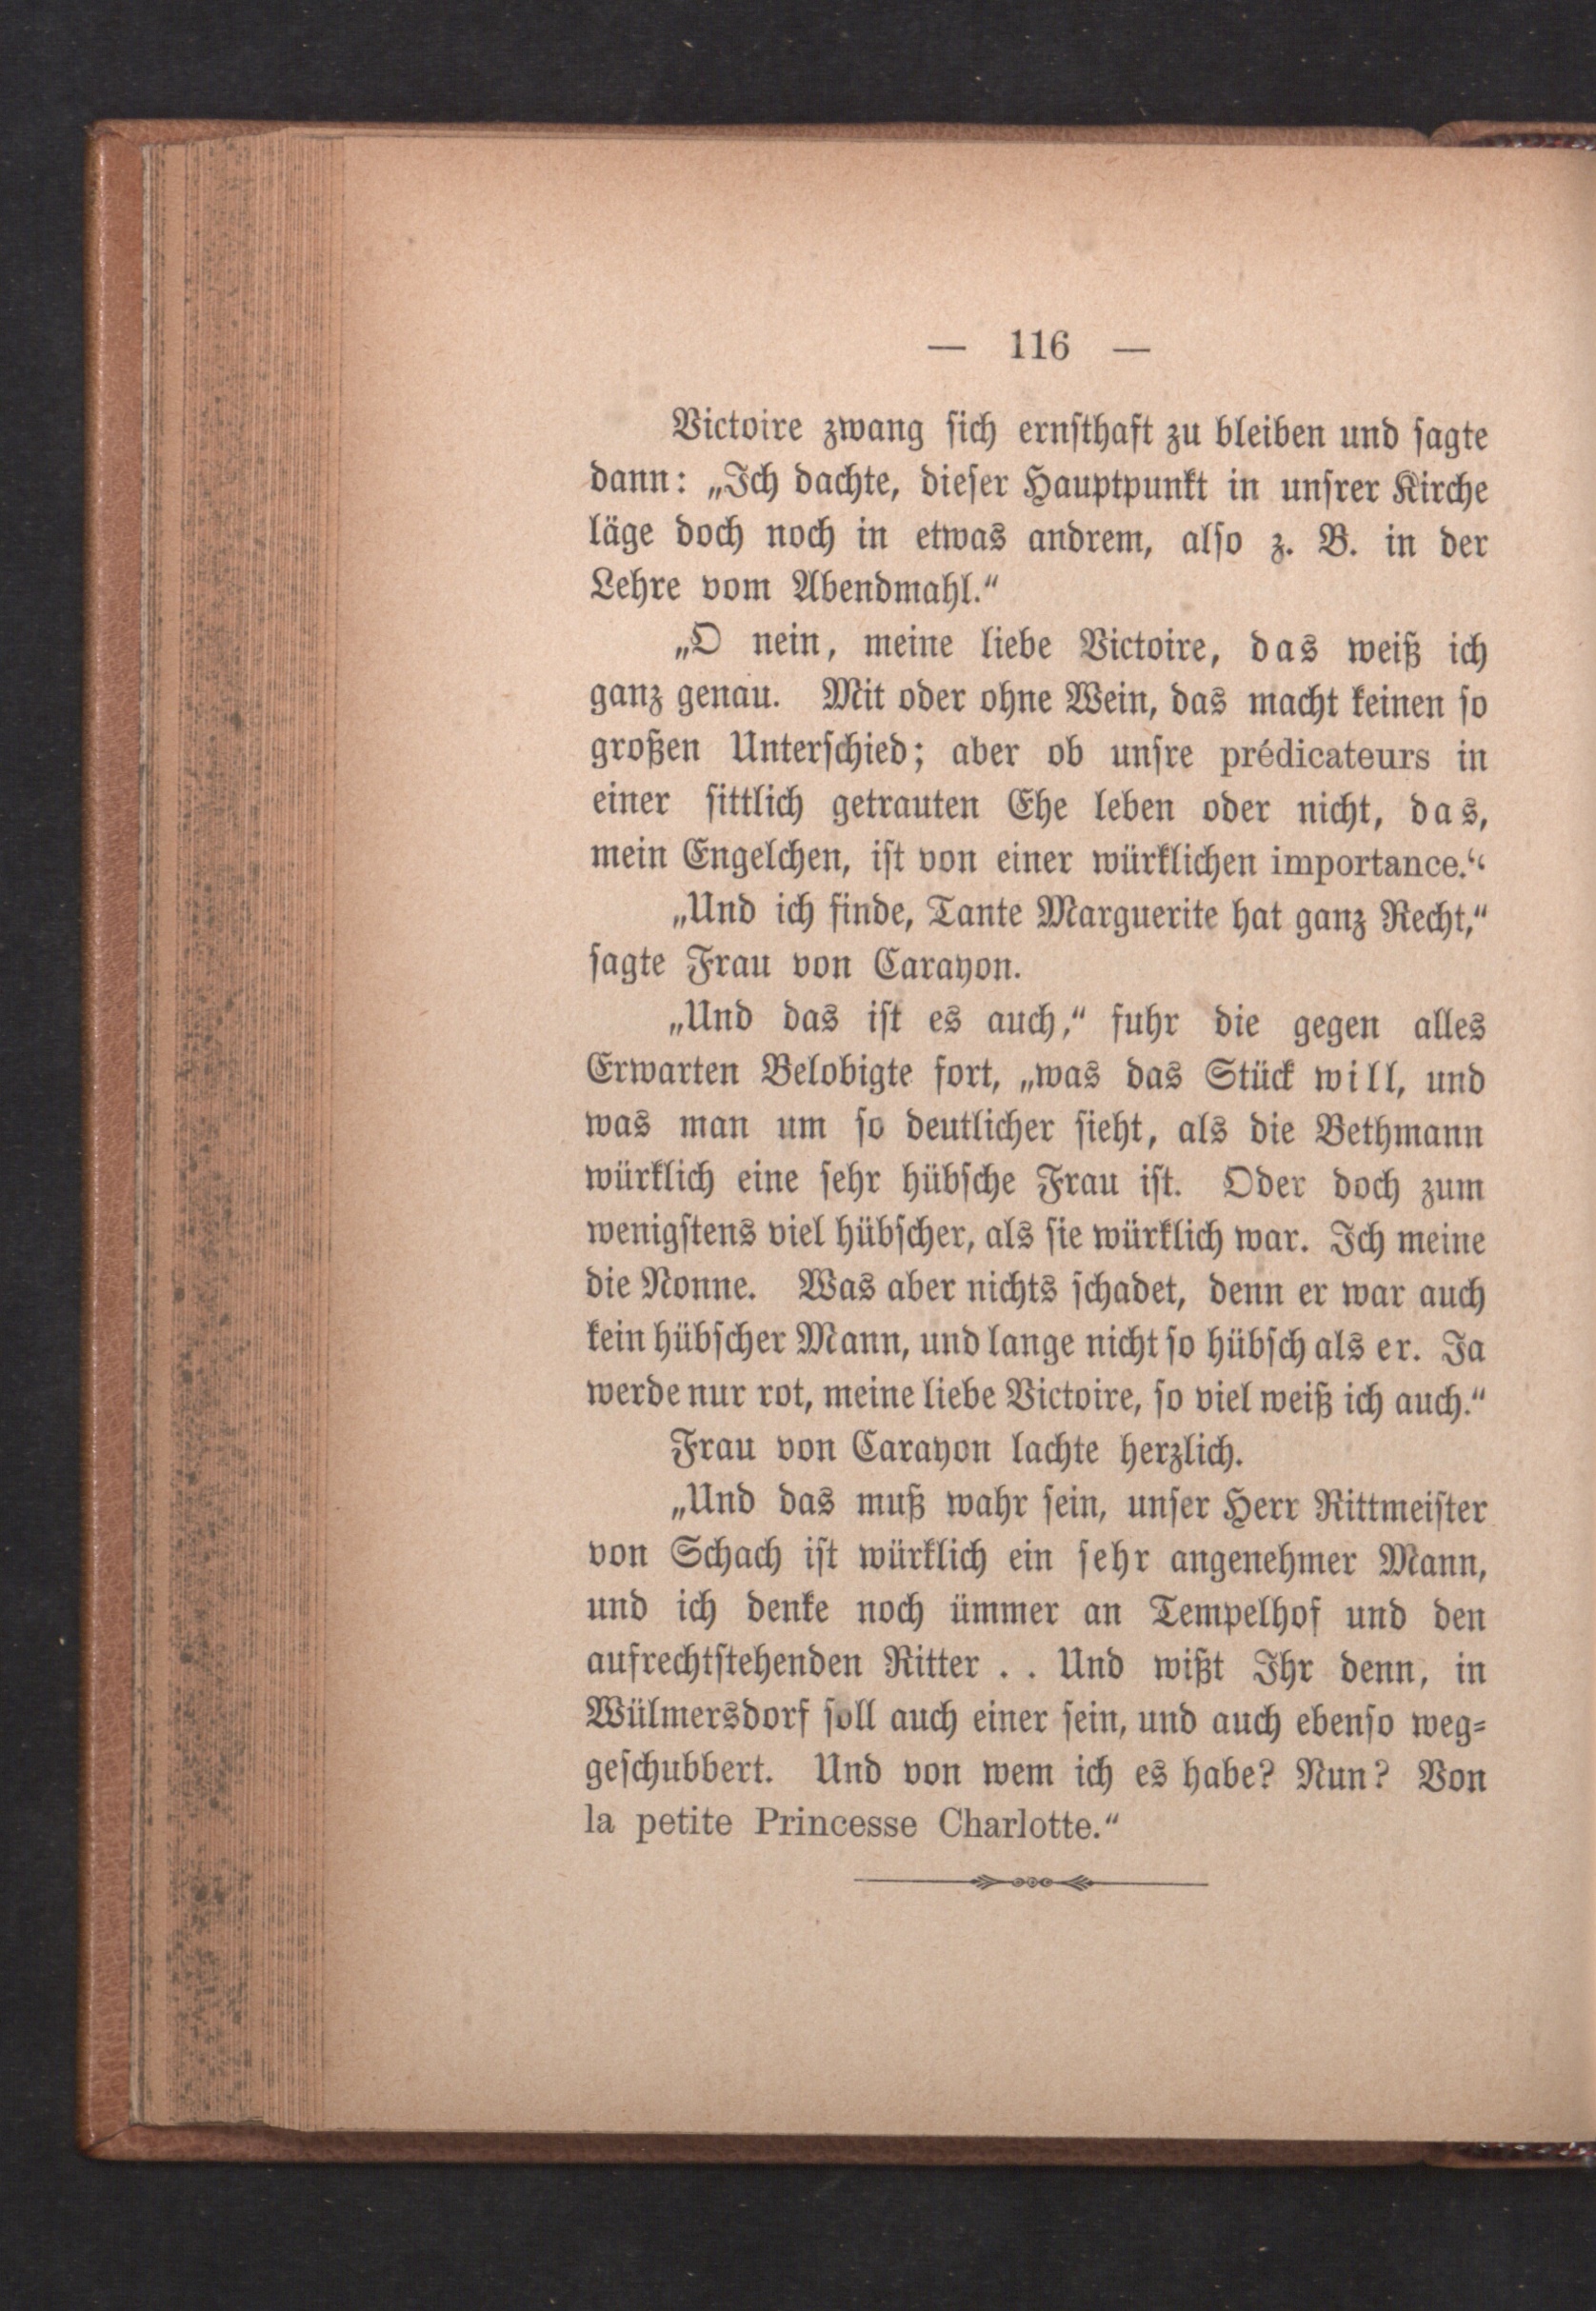 — 116 —
Victoire zwang sich ernsthaft zu bleiben und sagte
dann: „Ich dachte, dieser Hauptpunkt in unsrer Kirche
läge doch noch in etwas andrem, also z. B. in der
Lehre vom Abendmahl.“
„O nein, meine liebe Victoire, das weiß ich
ganz genau. Mit oder ohne Wein, das macht keinen so
großen Unterschied; aber ob unsre prédicateurs in
einer sittlich getrauten Ehe leben oder nicht, das,
mein Engelchen, ist von einer würklichen importance.“
„Und ich finde, Tante Marguerite hat ganz Recht,“
sagte Frau von Carayon.
„Und das ist es auch,“ fuhr die gegen alles
Erwarten Belobigte fort, „was das Stück will, und
was man um so deutlicher sieht, als die Bethmann
würklich eine sehr hübsche Frau ist. Oder doch zum
wenigstens viel hübscher, als sie würklich war. Ich meine
die Nonne. Was aber nichts schadet, denn er war auch
kein hübscher Mann, und lange nicht so hübsch als er. Ja
werde nur rot, meine liebe Victoire, so viel weiß ich auch.“
Frau von Carayon lachte herzlich.
„Und das muß wahr sein, unser Herr Rittmeister
von Schach ist würklich ein sehr angenehmer Mann,
und ich denke noch ümmer an Tempelhof und den
aufrechtstehenden Ritter . . Und wißt Ihr denn, in
Wülmersdorf soll auch einer sein, und auch ebenso weg-
geschubbert. Und von wem ich es habe? Nun? Von
la petite Princesse Charlotte.“